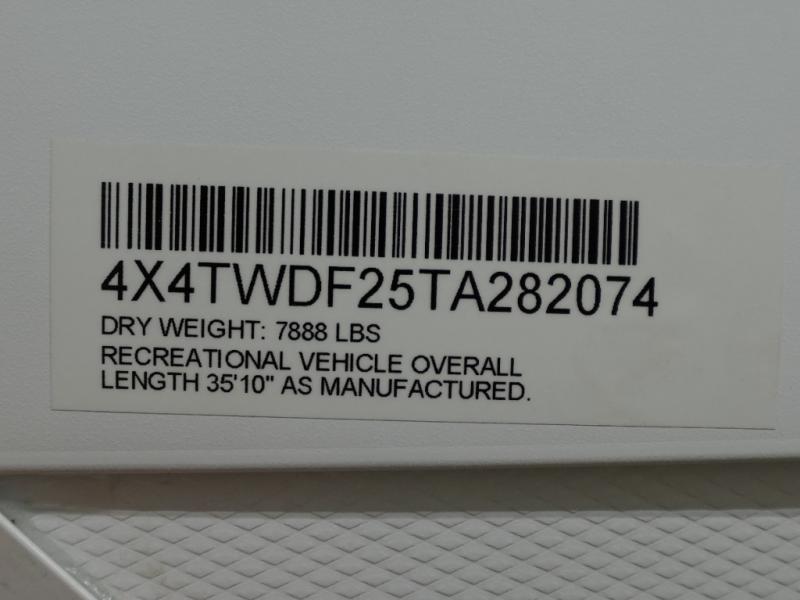 4X4TWDF25TA282074
DRY WEIGHT: 7888 LBS
RECREATIONAL VEHICLE OVERALL
LENGTH 35'10" AS MANUFACTURED.